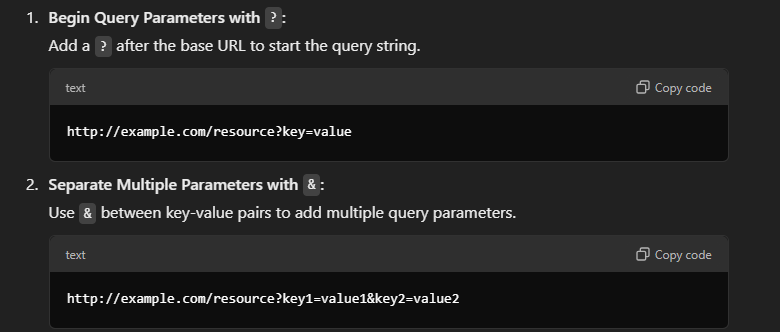 1. Begin Query Parameters with ?:
Add a ? after the base URL to start the query string.
text Copy code
http://example.com/resource?key=value
2. Separate Multiple Parameters with &:
Use & between key-value pairs to add multiple query parameters.
text Copy code
http://example.com/resource?key1=value1&key2=value2